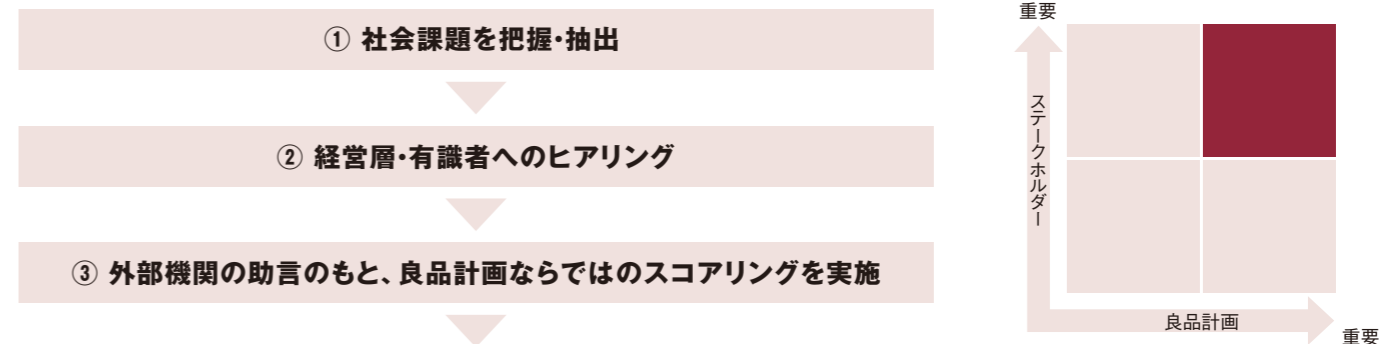 ① 社会課題を把握・抽出
② 経営層・有識者へのヒアリング
③ 外部機関の助言のもと、良品計画ならではのスコアリングを実施
重要
ステークホルダー
良品計画
重要